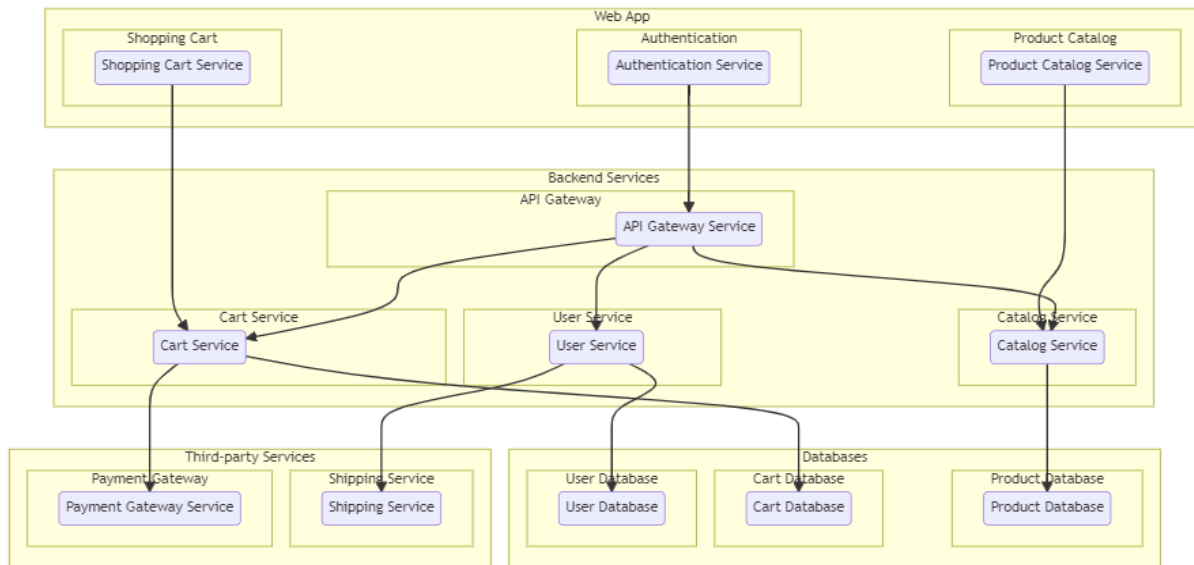 Web App
Shopping Cart
Authentication
Product Catalog
Shopping Cart Service
Authentication Service
Product Catalog Service
Backend Services
API Gateway
API Gateway Service
Cart Service
User Service
Catalog Service
Cart Service
User Service
Catalog Service
Third-party Services
Databases
Payment Gateway
Shipping Service
User Database
Cart Database
Product Database
Payment Gateway Service
Shipping Service
User Database
Cart Database
Product Database